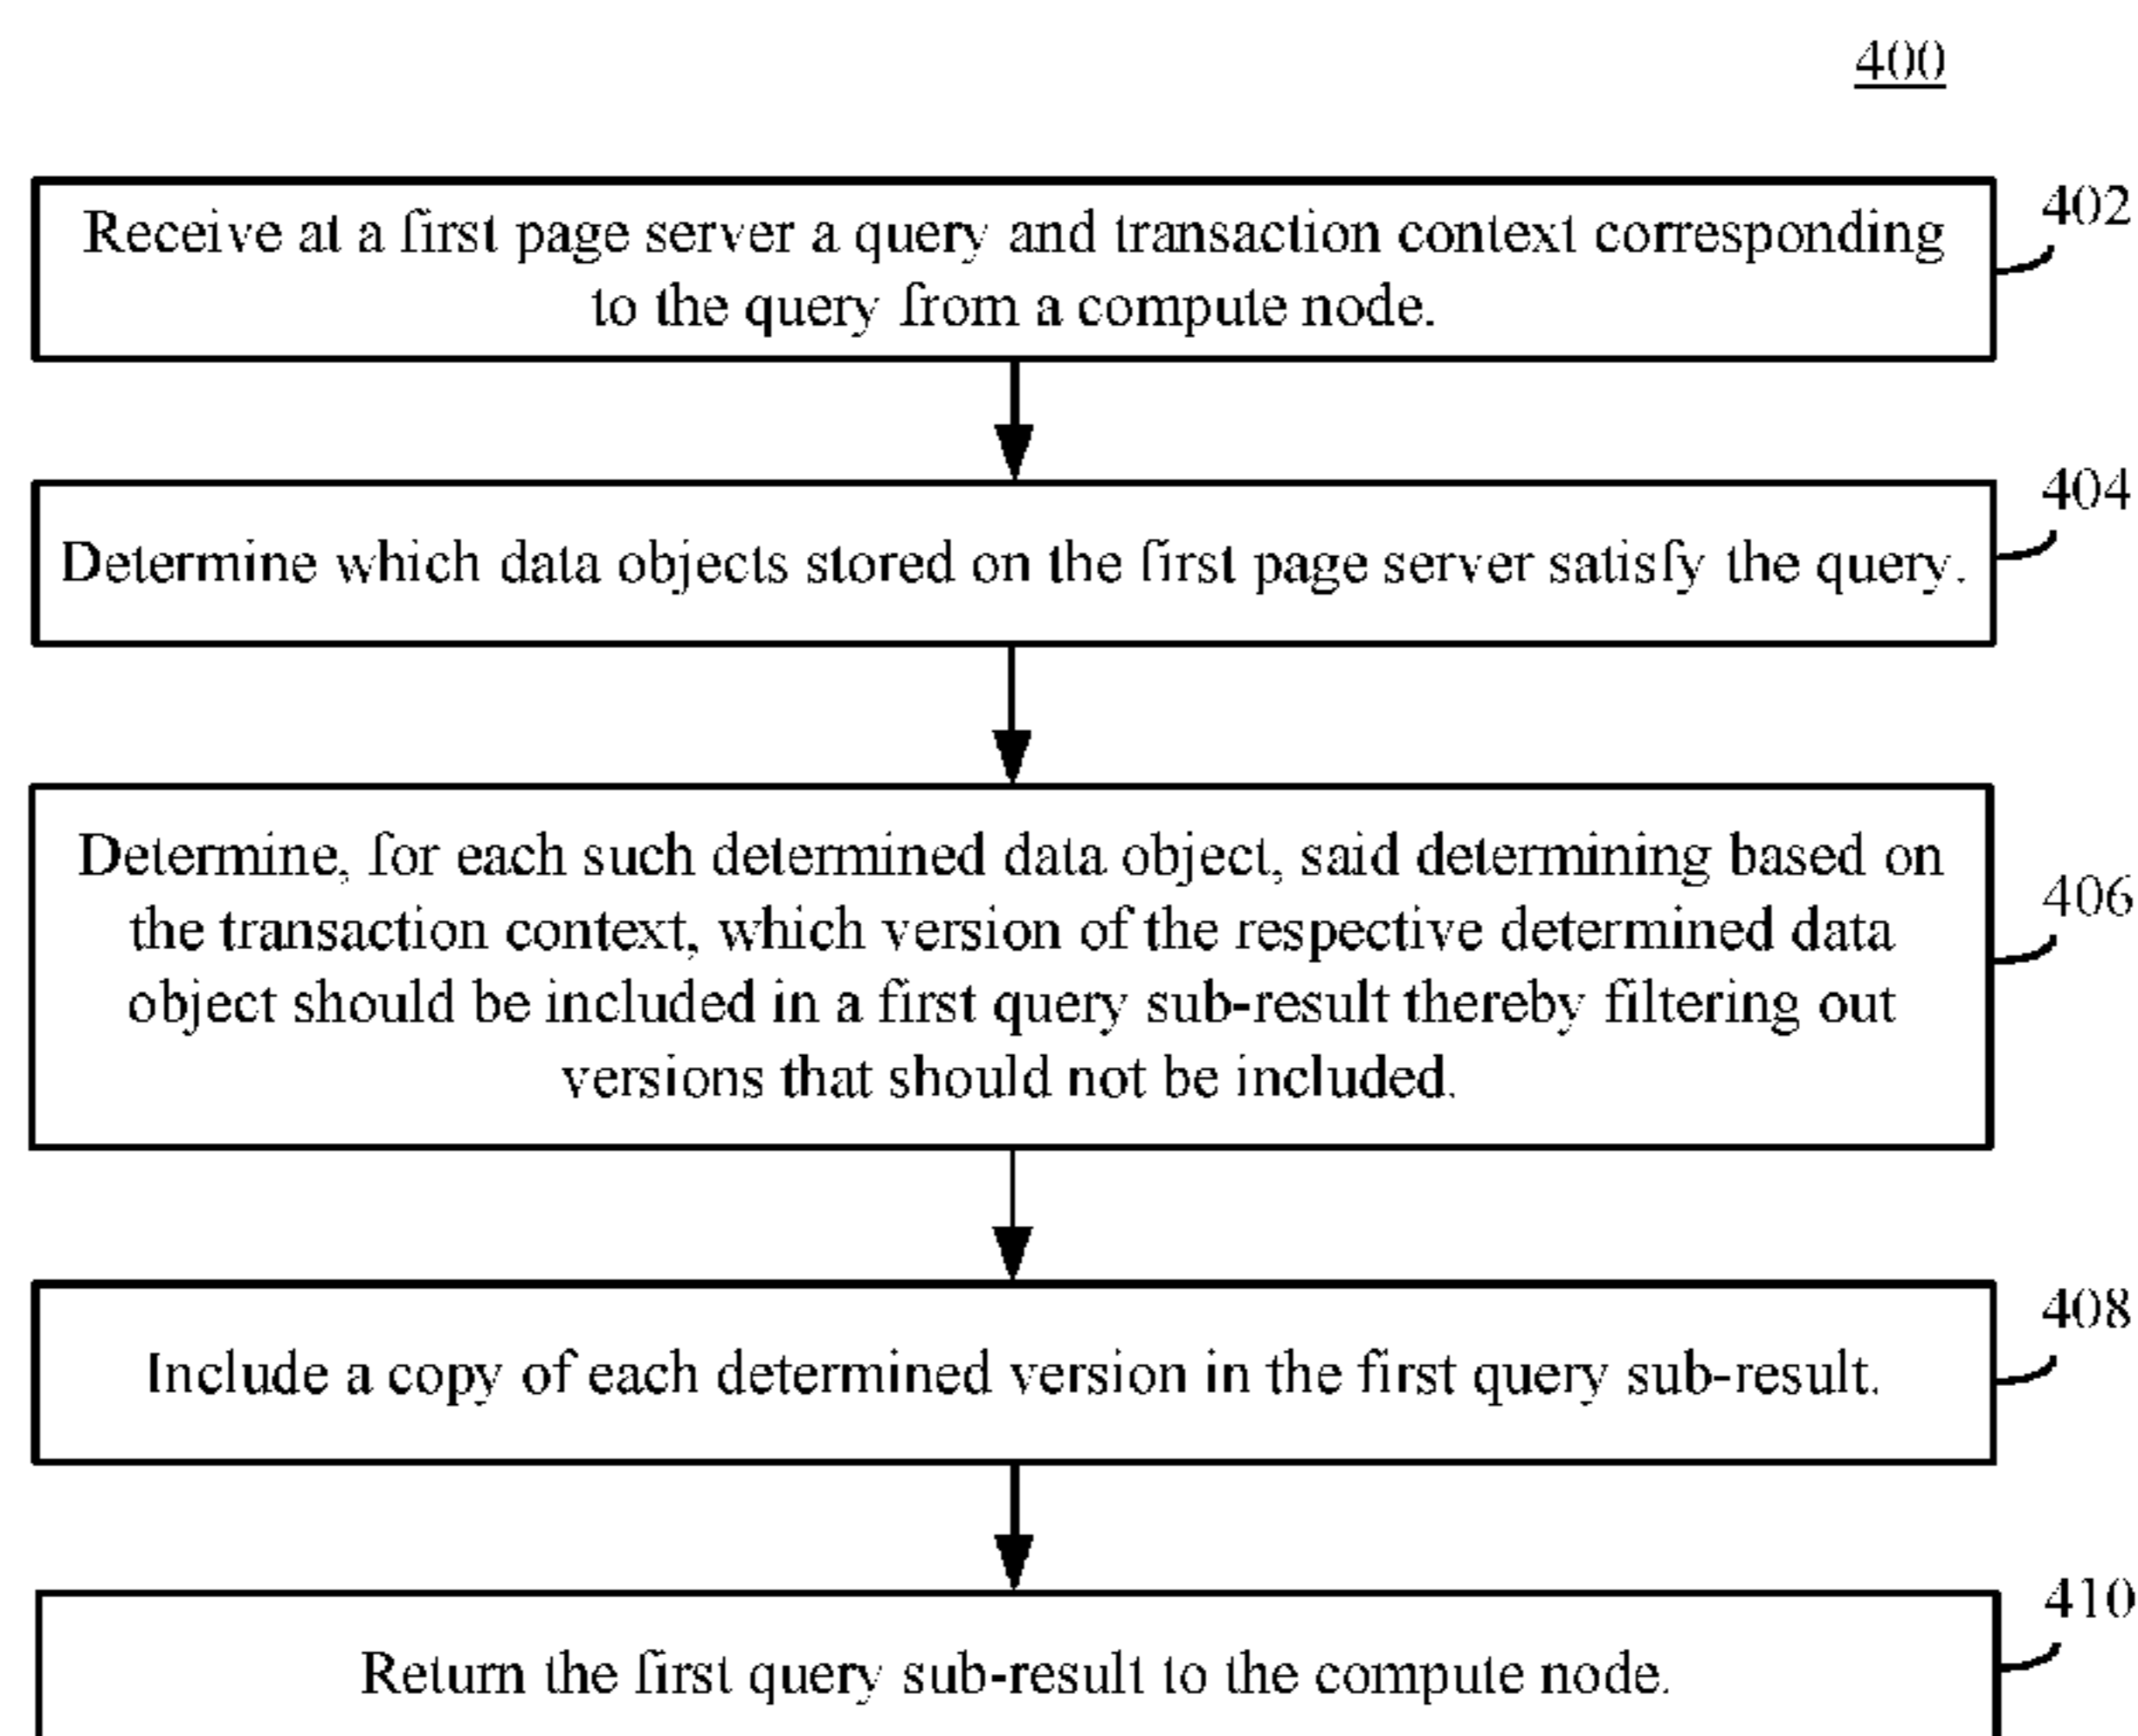 400
Receive at a first page server a query and transaction context corresponding
to the query from a compute node.
402
Determine which data objects stored on the first page server satisfy the query.
404
Determine, for each such determined data object, said determining based on
the transaction context, which version of the respective determined data
object should be included in a first query sub-result thereby filtering out
versions that should not be included.
406
Include a copy of each determined version in the first query sub-result.
408
Return the first query sub-result to the compute node.
410